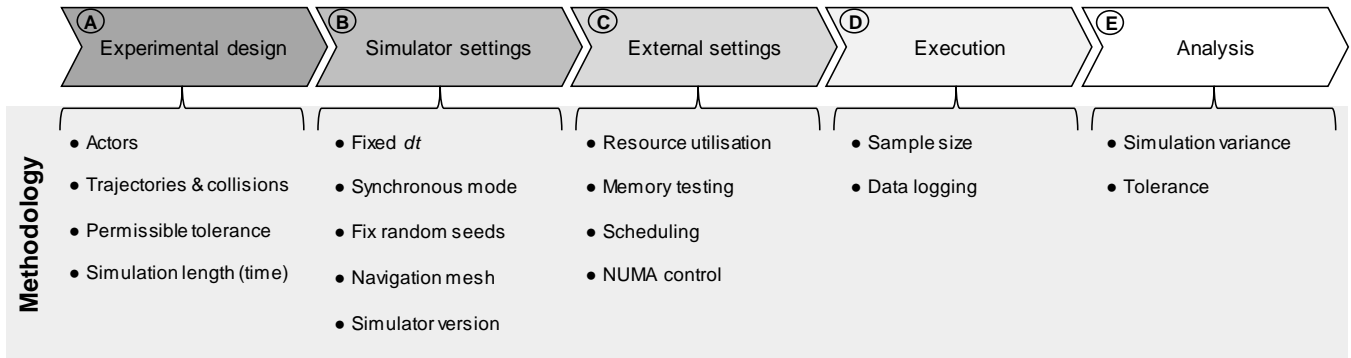 A
Experimental design
B
Simulator settings
C
External settings
D
Execution
E
Analysis
Methodology
● Actors
● Trajectories & collisions
● Permissible tolerance
● Simulation length (time)
● Fixed dt
● Synchronous mode
● Fix random seeds
● Navigation mesh
● Simulator version
● Resource utilisation
● Memory testing
● Scheduling
● NUMA control
● Sample size
● Data logging
● Simulation variance
● Tolerance